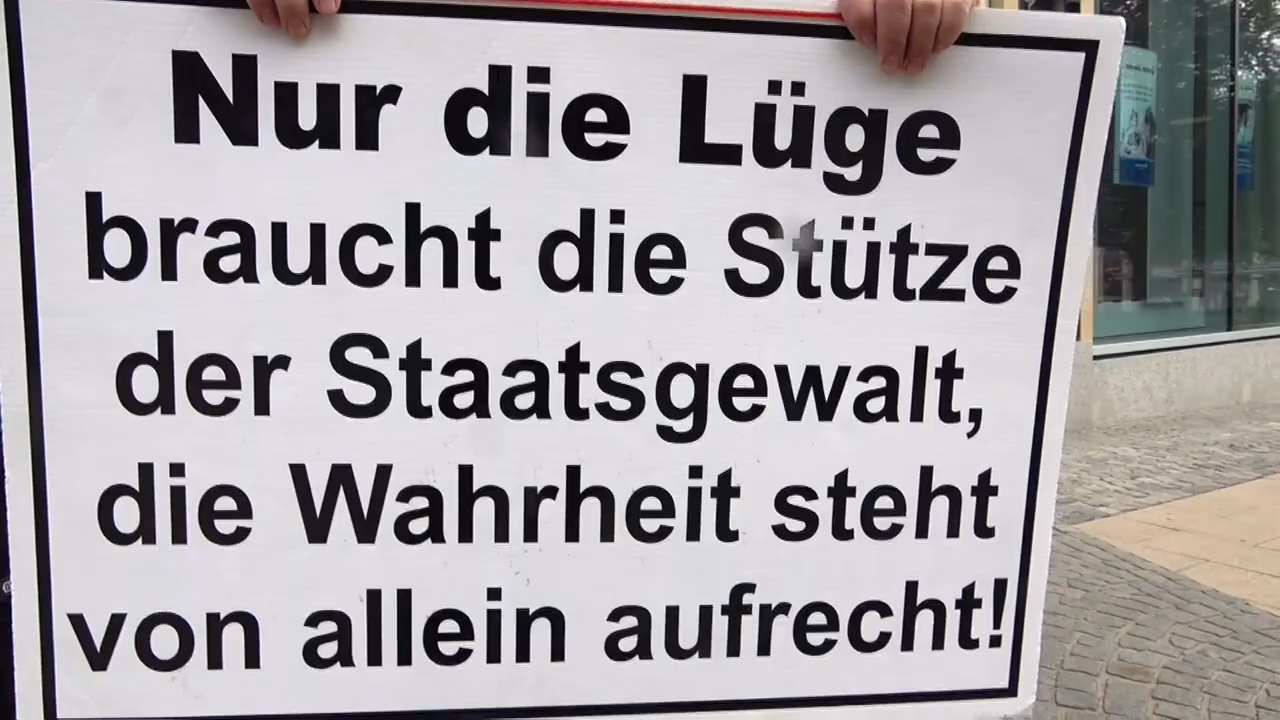 Nur die Lüge
braucht die Stütze
der Staatsgewalt,
die Wahrheit steht
von allein aufrecht!